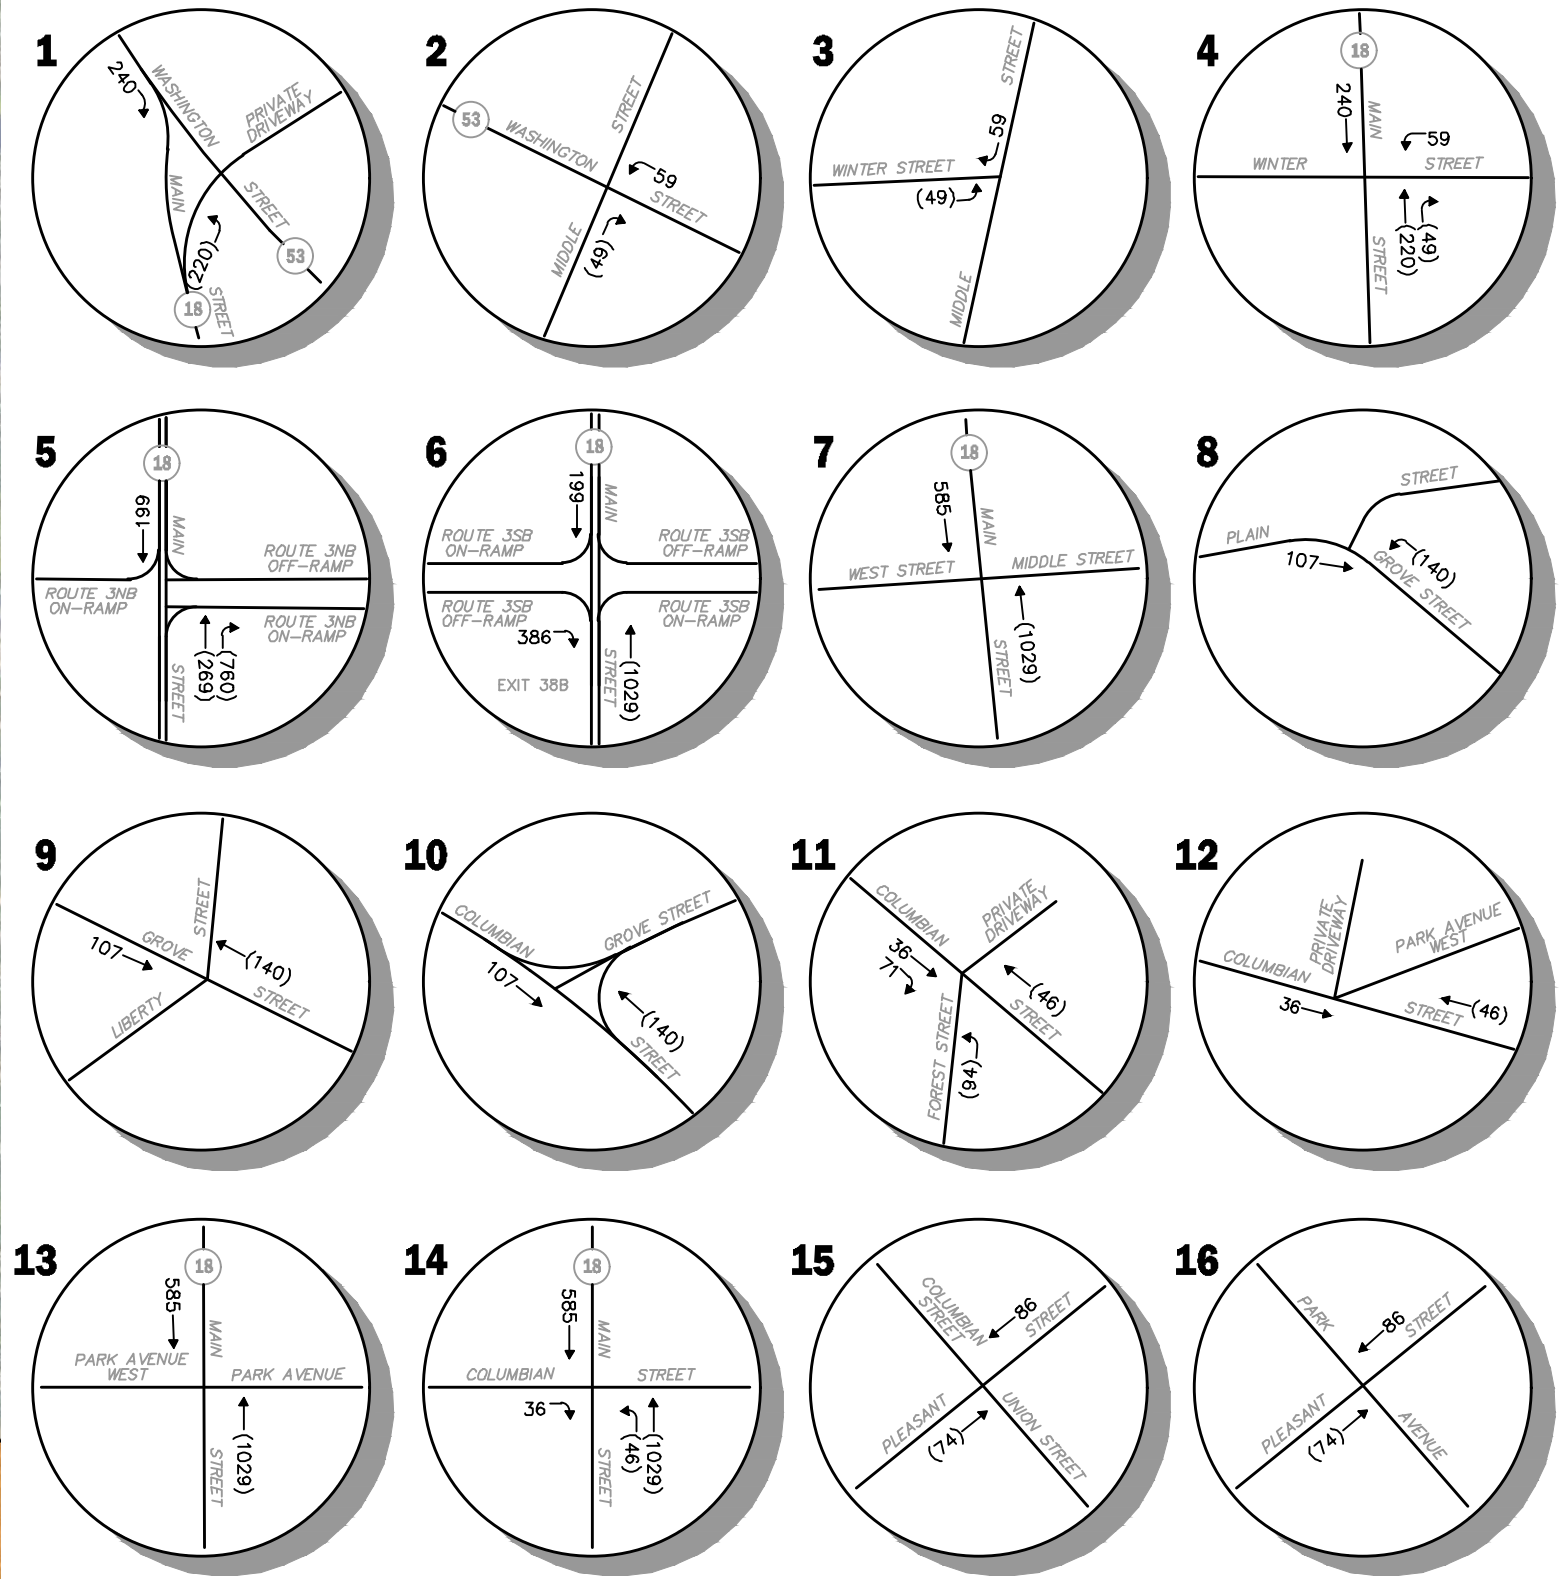 1
240
WASHINGTON
PRIVATE
DRIVEWAY
MAIN
STREET
53
(220)
18
STREET
2
53
WASHINGTON
STREET
59
STREET
MIDDLE
(49)
3
STREET
59
WINTER STREET
(49)
MIDDLE
4
18
240
MAIN
59
WINTER
STREET
(49)
(220)
STREET
5
18
199
MAIN
ROUTE 3NB
OFF-RAMP
ROUTE 3NB
ON-RAMP
ROUTE 3NB
ON-RAMP
(760)
(269)
STREET
6
18
199
MAIN
ROUTE 3SB
ON-RAMP
ROUTE 3SB
OFF-RAMP
ROUTE 3SB
OFF-RAMP
ROUTE 3SB
ON-RAMP
386
EXIT 38B
STREET
(1029)
7
18
585
MAIN
WEST STREET
MIDDLE STREET
(1029)
STREET
8
STREET
PLAIN
107
(140)
GROVE STREET
9
STREET
GROVE
107
(140)
STREET
LIBERTY
10
COLUMBIAN
GROVE STREET
107
(140)
STREET
11
COLUMBIAN
PRIVATE
DRIVEWAY
36
71
(46)
STREET
FOREST STREET
(94)
12
PRIVATE
DRIVEWAY
PARK AVENUE
WEST
COLUMBIAN
36
STREET
(46)
13
18
585
MAIN
PARK AVENUE
WEST
PARK AVENUE
(1029)
STREET
14
18
585
MAIN
COLUMBIAN
STREET
36
(1029)
(46)
STREET
15
COLUMBIAN
STREET
86
STREET
PLEASANT
(74)
UNION STREET
16
PARK
86
STREET
PLEASANT
(74)
AVENUE